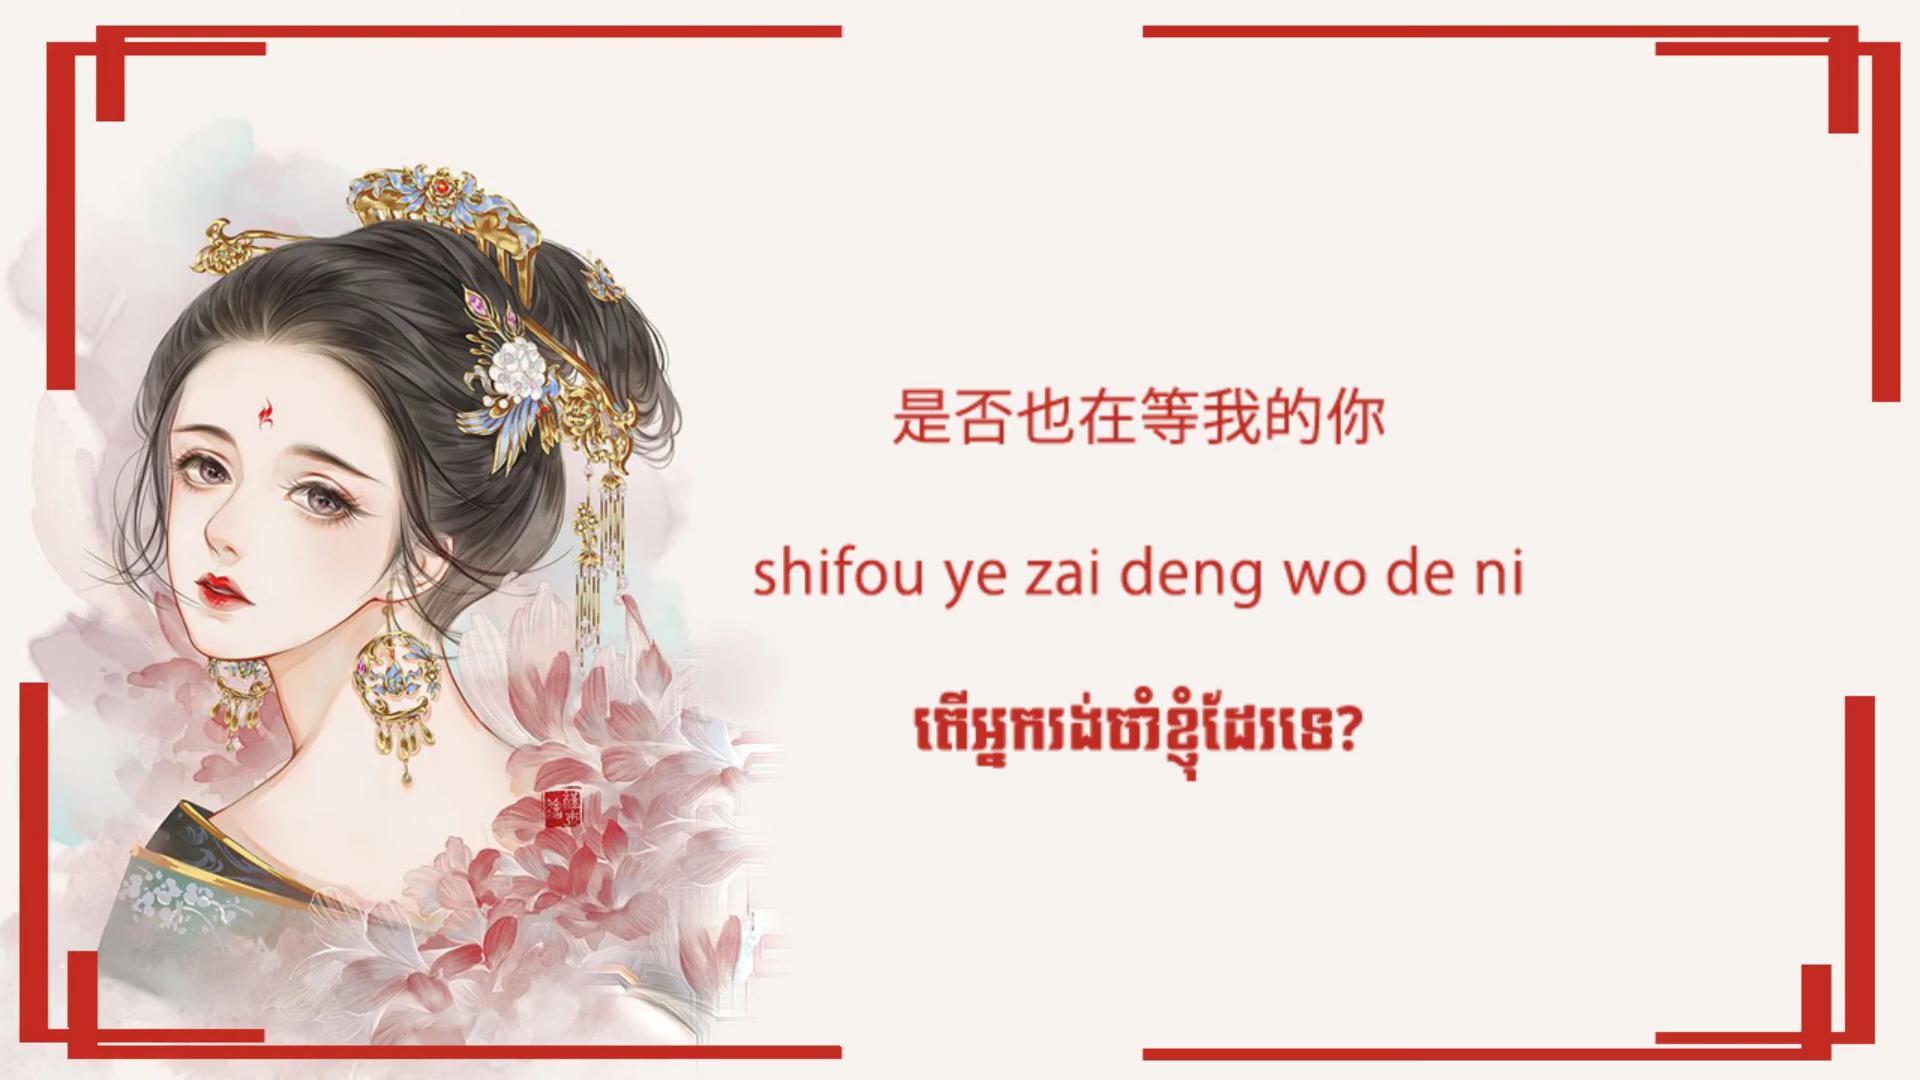 是否也在等我的你
shifou ye zai deng wo de ni
តើអ្នករង់ចាំខ្ញុំដែរទេ?